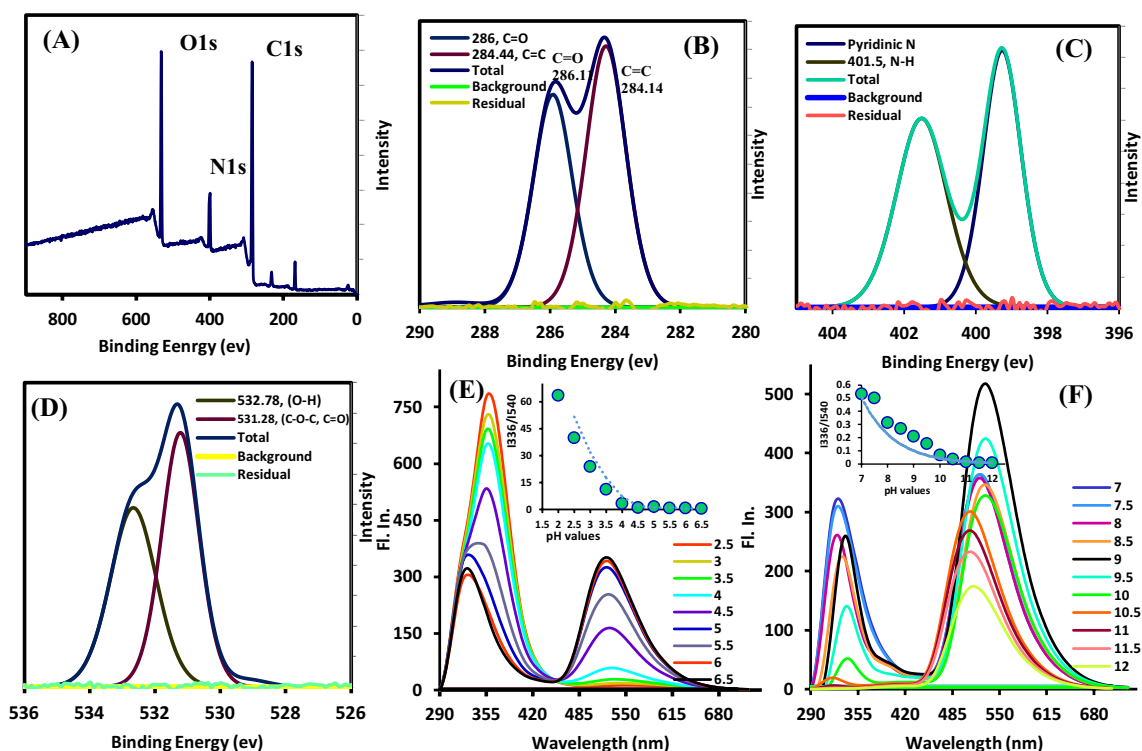 (A)
O1s
C1s
N1s
Intensity
800 600 400 200 0
Binding Eenrgy (ev)
(B)
286, C=O
284.44, C=C
Total
Background
Residual
C=O
286.11
C=C
284.14
Intensity
290 288 286 284 282 280
Binding Energy (ev)
(C)
Pyridinic N
401.5, N-H
Total
Background
Residual
Intensity
404 402 400 398 396
Binding Energy (ev)
(D)
532.78, (O-H)
531.28, (C-O-C, C=O)
Total
Background
Residual
Intensity
536 534 532 530 528 526
Binding Energy (ev)
(E)
Fl. In.
750
600
450
300
150
0
290 355 420 485 550 615 680
Wavelength (nm)
I336/I540
60
45
30
15
0
1.5 2 2.5 3 3.5 4 4.5 5 5.5 6 6.5
pH values
2.5
3
3.5
4
4.5
5
5.5
6
6.5
(F)
Fl. In.
500
400
300
200
100
0
290 355 420 485 550 615 680
Wavelength (nm)
I336/I540
0.6
0.5
0.4
0.3
0.2
0.1
0
7 8 9 10 11 12
pH values
7
7.5
8
8.5
9
9.5
10
10.5
11
11.5
12